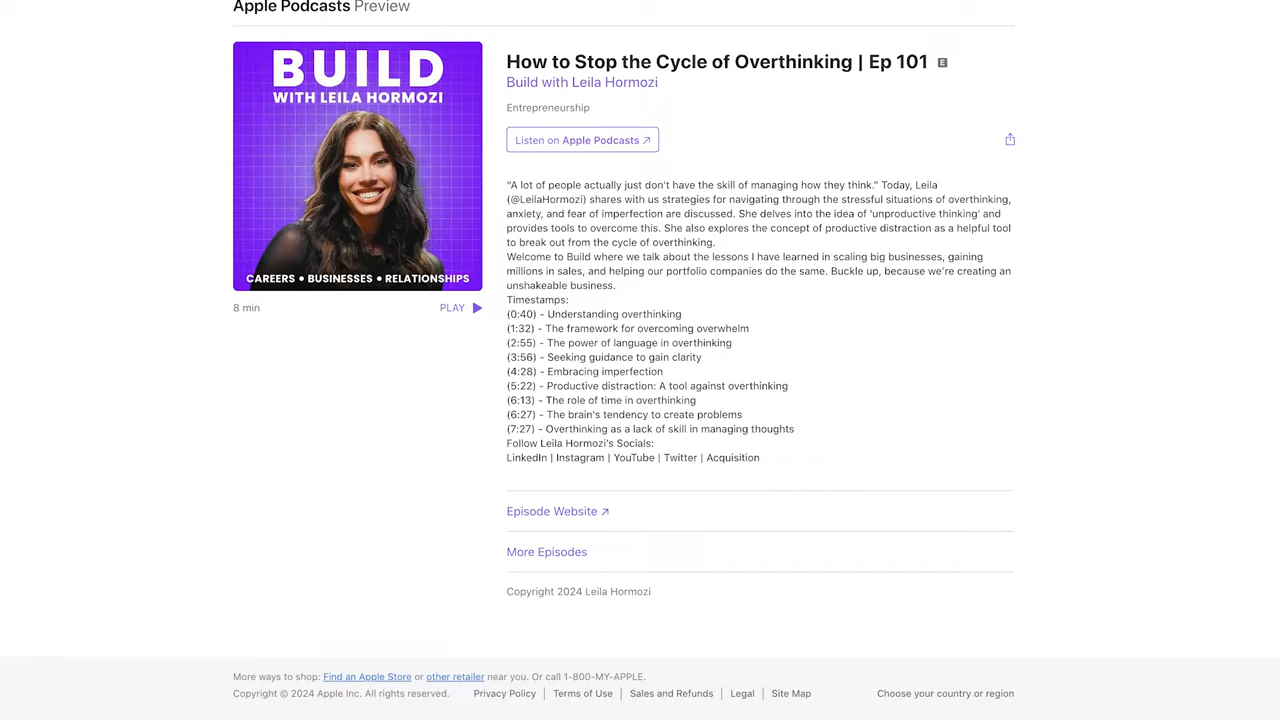 Apple Podcasts Preview
BUILD
WITH LEILA HORMOZI
CAREERS • BUSINESSES • RELATIONSHIPS
8 min
PLAY
How to Stop the Cycle of Overthinking | Ep 101 E
Build with Leila Hormozi
Entrepreneurship
Listen on Apple Podcasts ↗
“A lot of people actually just don't have the skill of managing how they think.” Today, Leila
(@LeilaHormozi) shares with us strategies for navigating through the stressful situations of overthinking,
anxiety, and fear of imperfection are discussed. She delves into the idea of 'unproductive thinking' and
provides tools to overcome this. She also explores the concept of productive distraction as a helpful tool
to break out from the cycle of overthinking.
Welcome to Build where we talk about the lessons I have learned in scaling big businesses, gaining
millions in sales, and helping our portfolio companies do the same. Buckle up, because we’re creating an
unshakeable business.
Timestamps:
(0:40) - Understanding overthinking
(1:32) - The framework for overcoming overwhelm
(2:55) - The power of language in overthinking
(3:56) - Seeking guidance to gain clarity
(4:28) - Embracing imperfection
(5:22) - Productive distraction: A tool against overthinking
(6:13) - The role of time in overthinking
(6:27) - The brain's tendency to create problems
(7:27) - Overthinking as a lack of skill in managing thoughts
Follow Leila Hormozi’s Socials:
LinkedIn | Instagram | YouTube | Twitter | Acquisition
Episode Website ↗
More Episodes
Copyright 2024 Leila Hormozi
More ways to shop: Find an Apple Store or other retailer near you. Or call 1-800-MY-APPLE.
Copyright © 2024 Apple Inc. All rights reserved. Privacy Policy | Terms of Use | Sales and Refunds | Legal | Site Map Choose your country or region